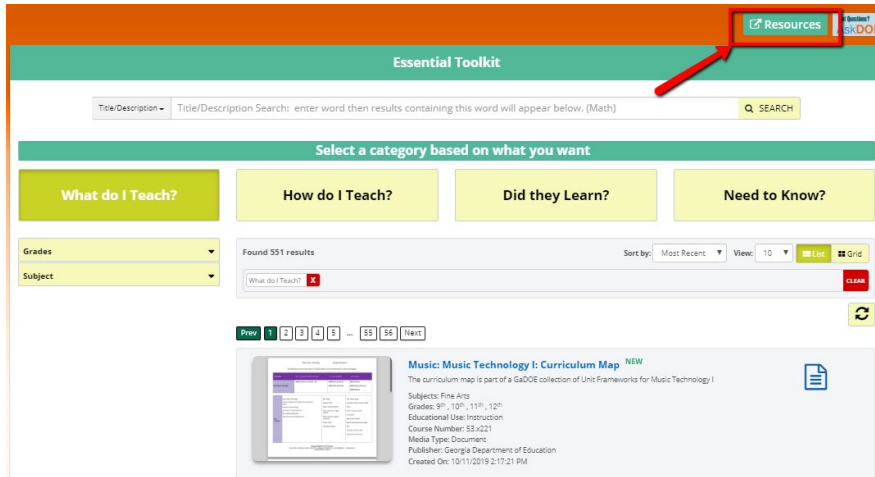 Resources
Questions?
AskDOE
Essential Toolkit
Title/Description
Title/Description Search: enter word then results containing this word will appear below. (Math)
SEARCH
Select a category based on what you want
What do I Teach?
How do I Teach?
Did they Learn?
Need to Know?
Grades
Subject
Found 551 results
Sort by: Most Recent
View: 10
List
Grid
What do I Teach? X
CLEAR
Prev 1 2 3 4 5 ... 55 56 Next
Music: Music Technology I: Curriculum Map NEW
The curriculum map is part of a GaDOE collection of Unit Frameworks for Music Technology I
Subjects: Fine Arts
Grades: 9th, 10th, 11th, 12th
Educational Use: Instruction
Course Number: 53.x221
Media Type: Document
Publisher: Georgia Department of Education
Created On: 10/11/2019 2:17:21 PM